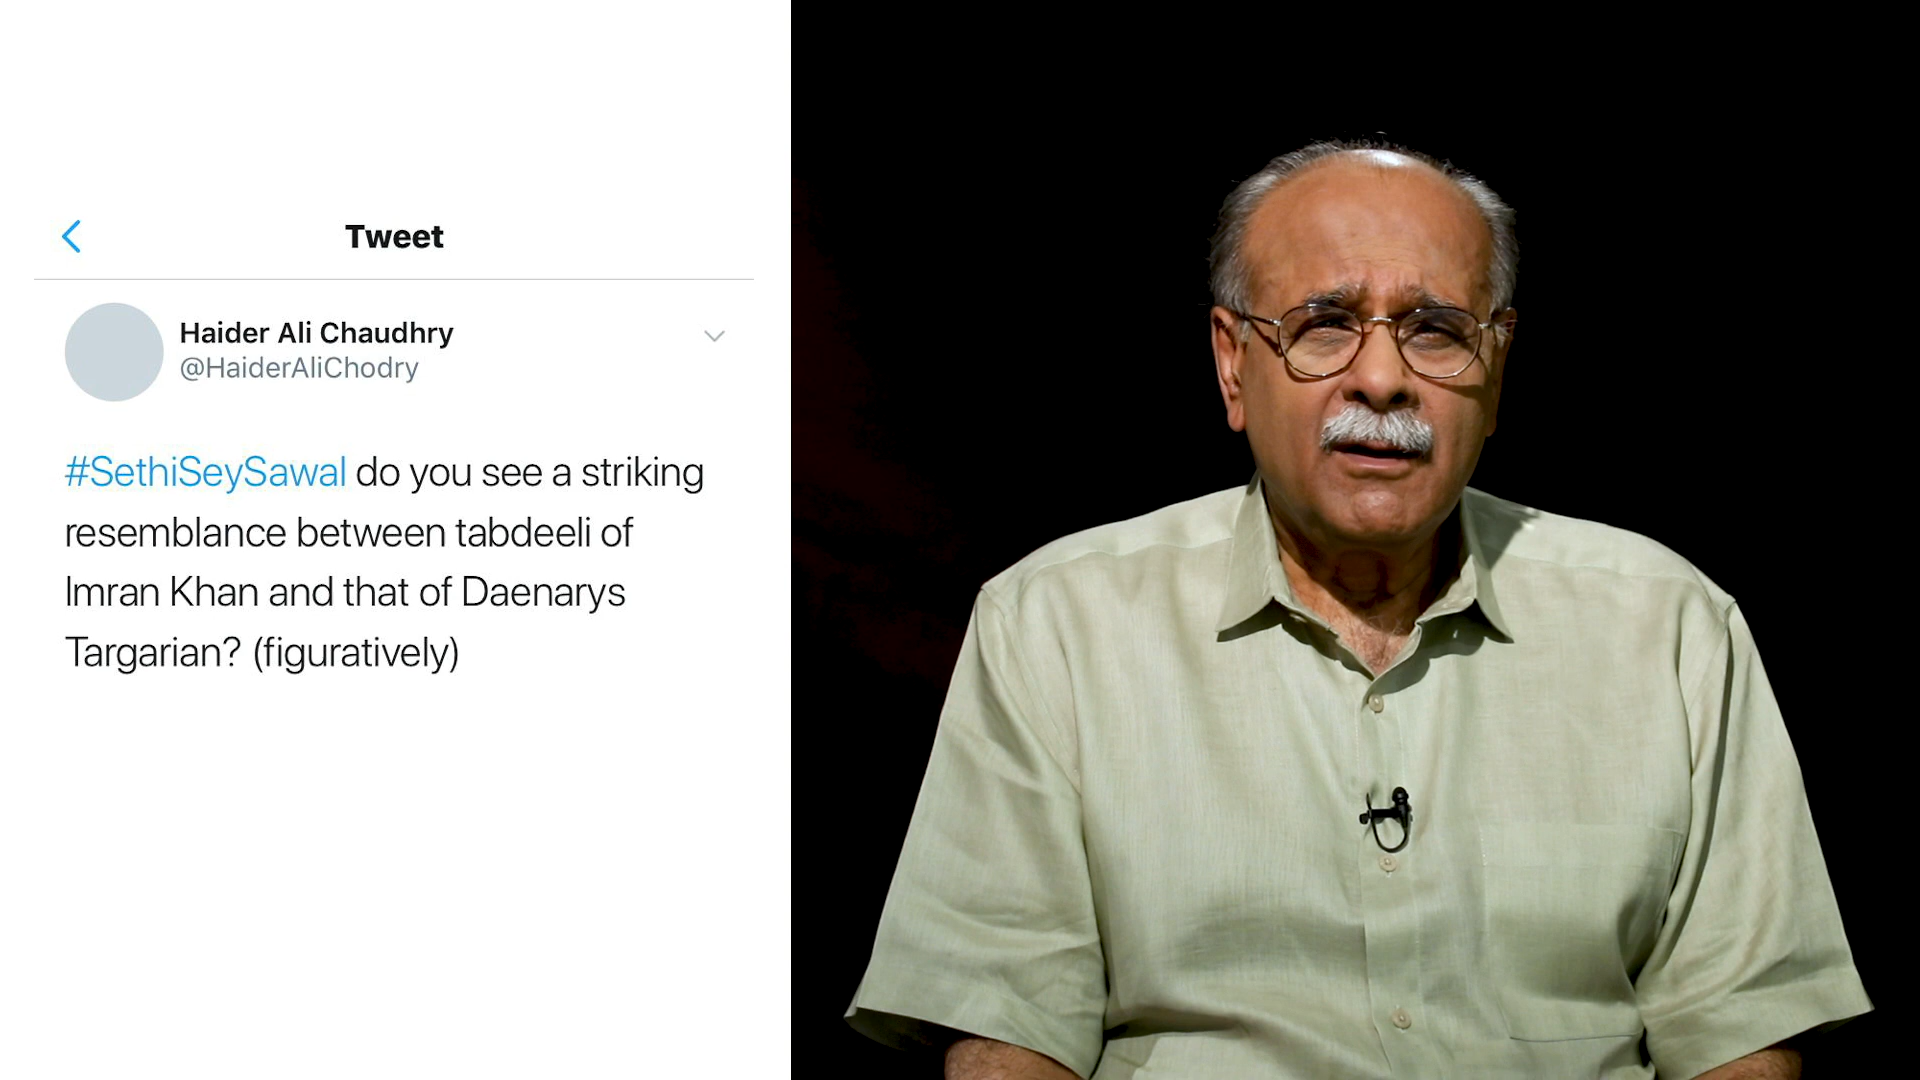 Tweet
Haider Ali Chaudhry
@HaiderAliChodry
#SethiSeySawal do you see a striking
resemblance between tabdeeli of
Imran Khan and that of Daenarys
Targarian? (figuratively)